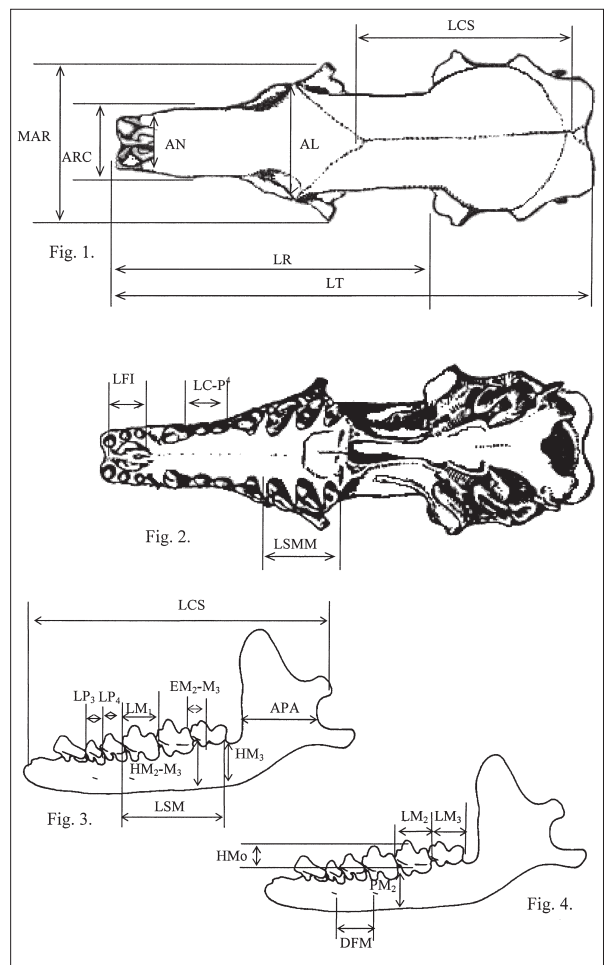 LCS
MAR
ARC
AN
AL
Fig. 1.
LR
LT
LFI
LC-P⁴
Fig. 2.
LSMM
LCS
LP₃ LP₄ LM₁ EM₂-M₃
APA
HM₂-M₃
HM₃
Fig. 3.
LSM
LM₂ LM₃
HMo
PM₂
Fig. 4.
DFM